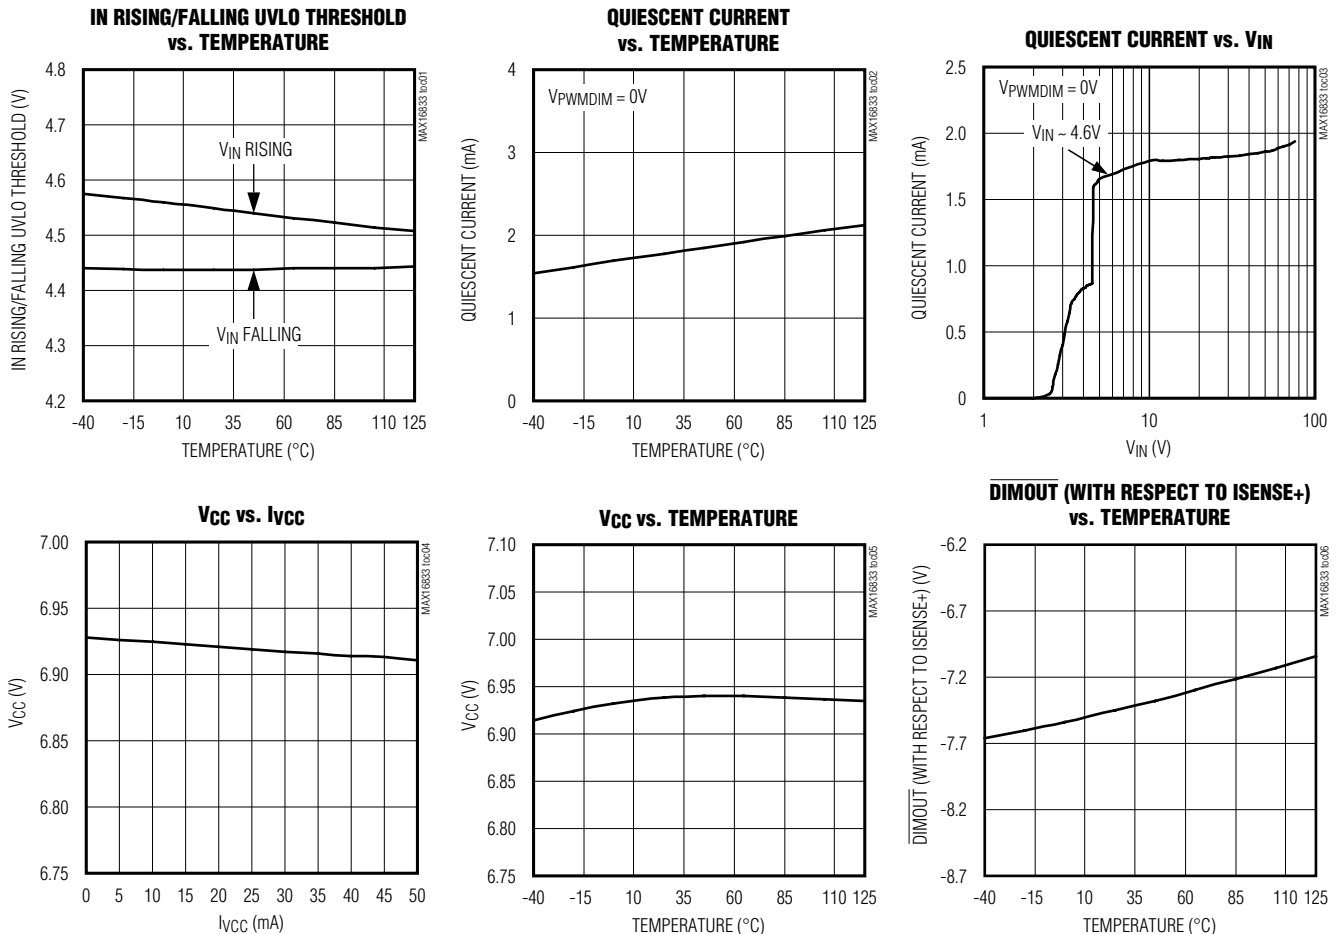 IN RISING/FALLING UVLO THRESHOLD
vs. TEMPERATURE
IN RISING/FALLING UVLO THRESHOLD (V)
4.8
4.7
4.6
4.5
4.4
4.3
4.2
VIN RISING
VIN FALLING
MAX16833 toc01
-40 -15 10 35 60 85 110 125
TEMPERATURE (°C)
QUIESCENT CURRENT
vs. TEMPERATURE
QUIESCENT CURRENT (mA)
4
3
2
1
0
VPWMDIM = 0V
MAX16833 toc02
-40 -15 10 35 60 85 110 125
TEMPERATURE (°C)
QUIESCENT CURRENT vs. VIN
QUIESCENT CURRENT (mA)
2.5
2.0
1.5
1.0
0.5
0
VPWMDIM = 0V
VIN ~ 4.6V
MAX16833 toc03
1 10 100
VIN (V)
VCC vs. IVCC
VCC (V)
7.00
6.95
6.90
6.85
6.80
6.75
MAX16833 toc04
0 5 10 15 20 25 30 35 40 45 50
IVCC (mA)
VCC vs. TEMPERATURE
VCC (V)
7.10
7.05
7.00
6.95
6.90
6.85
6.80
6.75
MAX16833 toc05
-40 -15 10 35 60 85 110 125
TEMPERATURE (°C)
DIMOUT (WITH RESPECT TO ISENSE+)
vs. TEMPERATURE
DIMOUT (WITH RESPECT TO ISENSE+) (V)
-6.2
-6.7
-7.2
-7.7
-8.2
-8.7
MAX16833 toc06
-40 -15 10 35 60 85 110 125
TEMPERATURE (°C)